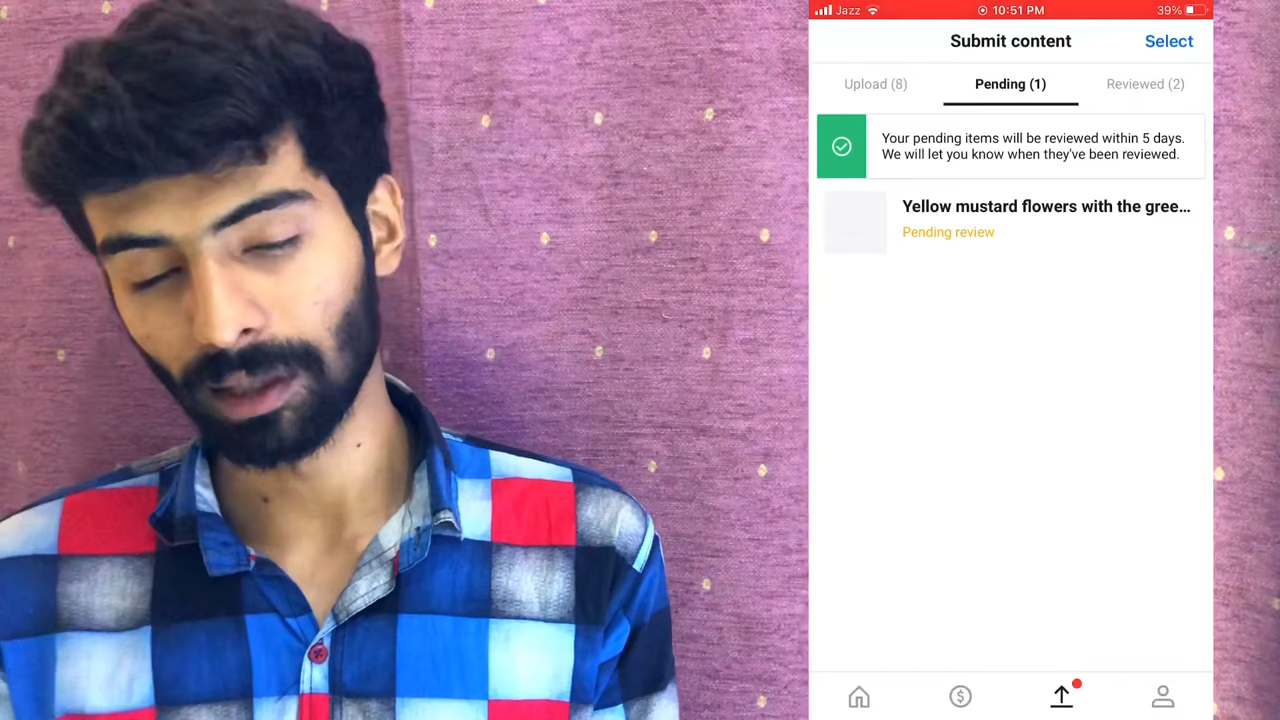 Jazz
10:51 PM
39%
Submit content
Select
Upload (8)
Pending (1)
Reviewed (2)
Your pending items will be reviewed within 5 days.
We will let you know when they've been reviewed.
Yellow mustard flowers with the gree...
Pending review